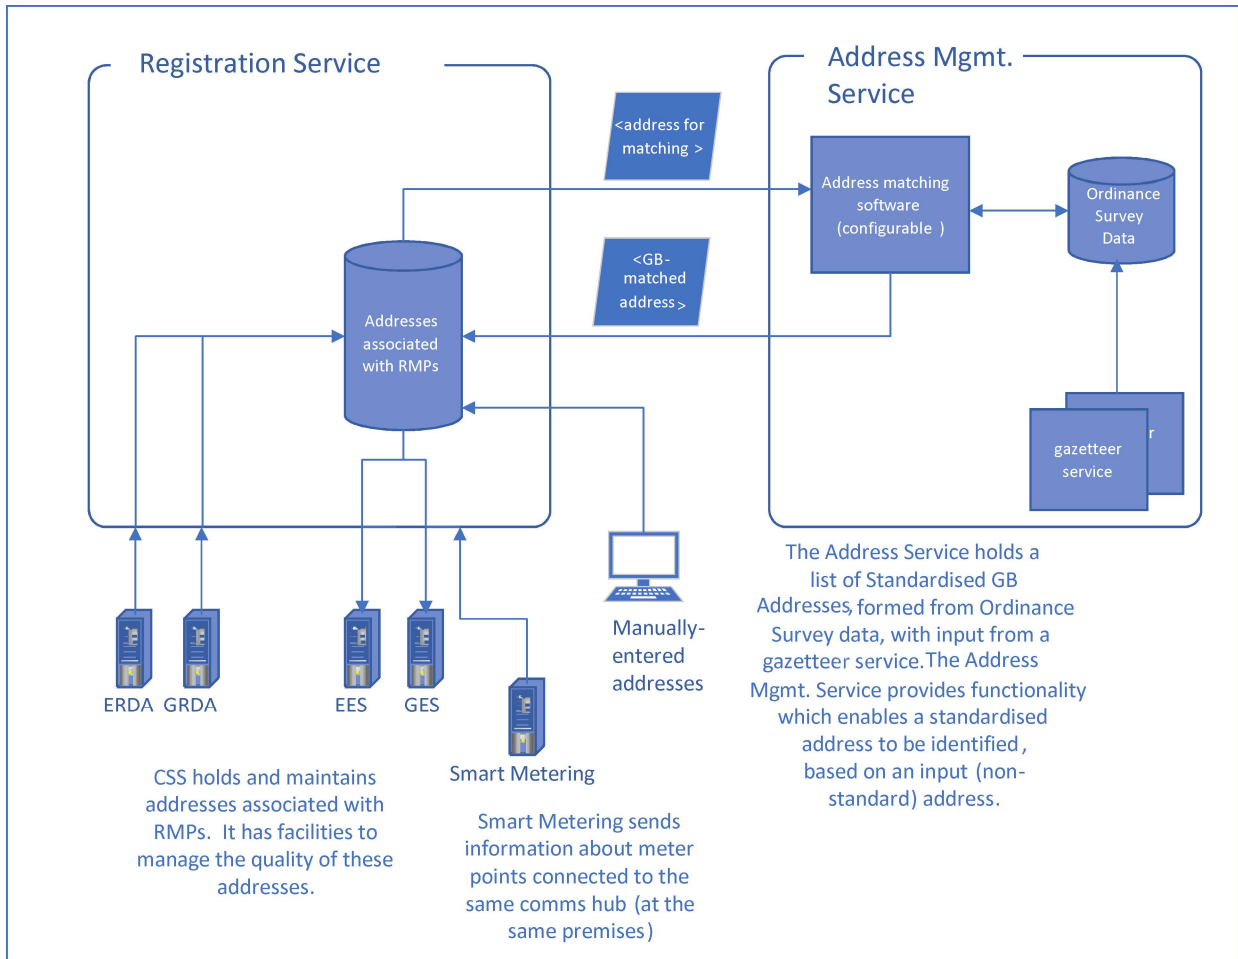 Registration Service
Address Mgmt.
Service
<address for
matching >
Address matching
software
(configurable )
Ordinance
Survey
Data
<GB-
matched
address>
Addresses
associated
with RMPs
gazetteer
service
ERDA GRDA
EES
GES
Smart Metering
Manually-
entered
addresses
CSS holds and maintains
addresses associated with
RMPs. It has facilities to
manage the quality of these
addresses.
Smart Metering sends
information about meter
points connected to the
same comms hub (at the
same premises)
The Address Service holds a
list of Standardised GB
Addresses, formed from Ordinance
Survey data, with input from a
gazetteer service. The Address
Mgmt. Service provides functionality
which enables a standardised
address to be identified ,
based on an input (non-
standard) address.